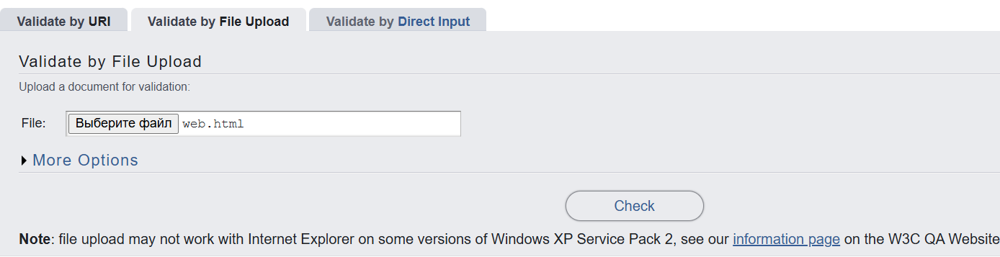 Validate by URI Validate by File Upload Validate by Direct Input
Validate by File Upload
Upload a document for validation:
File: Выберите файл web.html
More Options
Check
Note: file upload may not work with Internet Explorer on some versions of Windows XP Service Pack 2, see our information page on the W3C QA Website